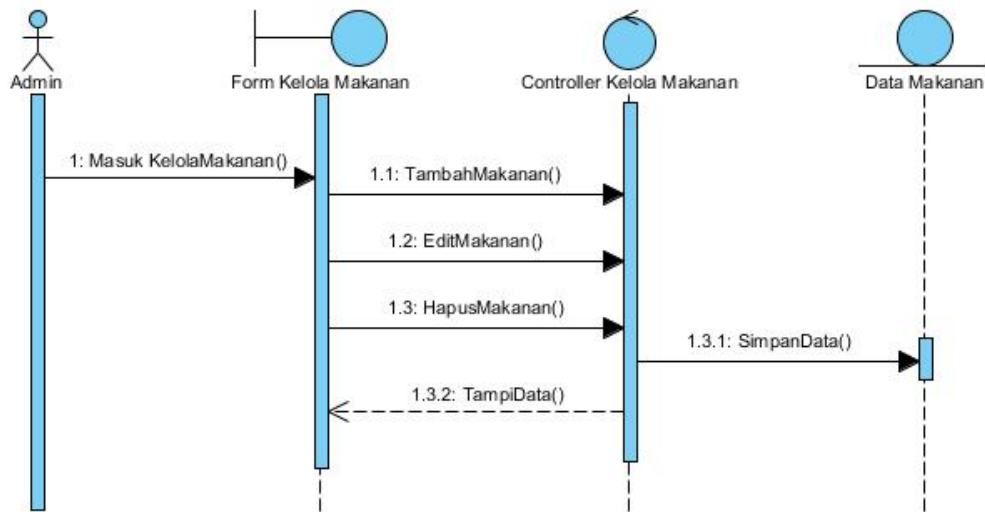 Admin
Form Kelola Makanan
Controller Kelola Makanan
Data Makanan
1: Masuk KelolaMakanan()
1.1: TambahMakanan()
1.2: EditMakanan()
1.3: HapusMakanan()
1.3.1: SimpanData()
1.3.2: TampiData()